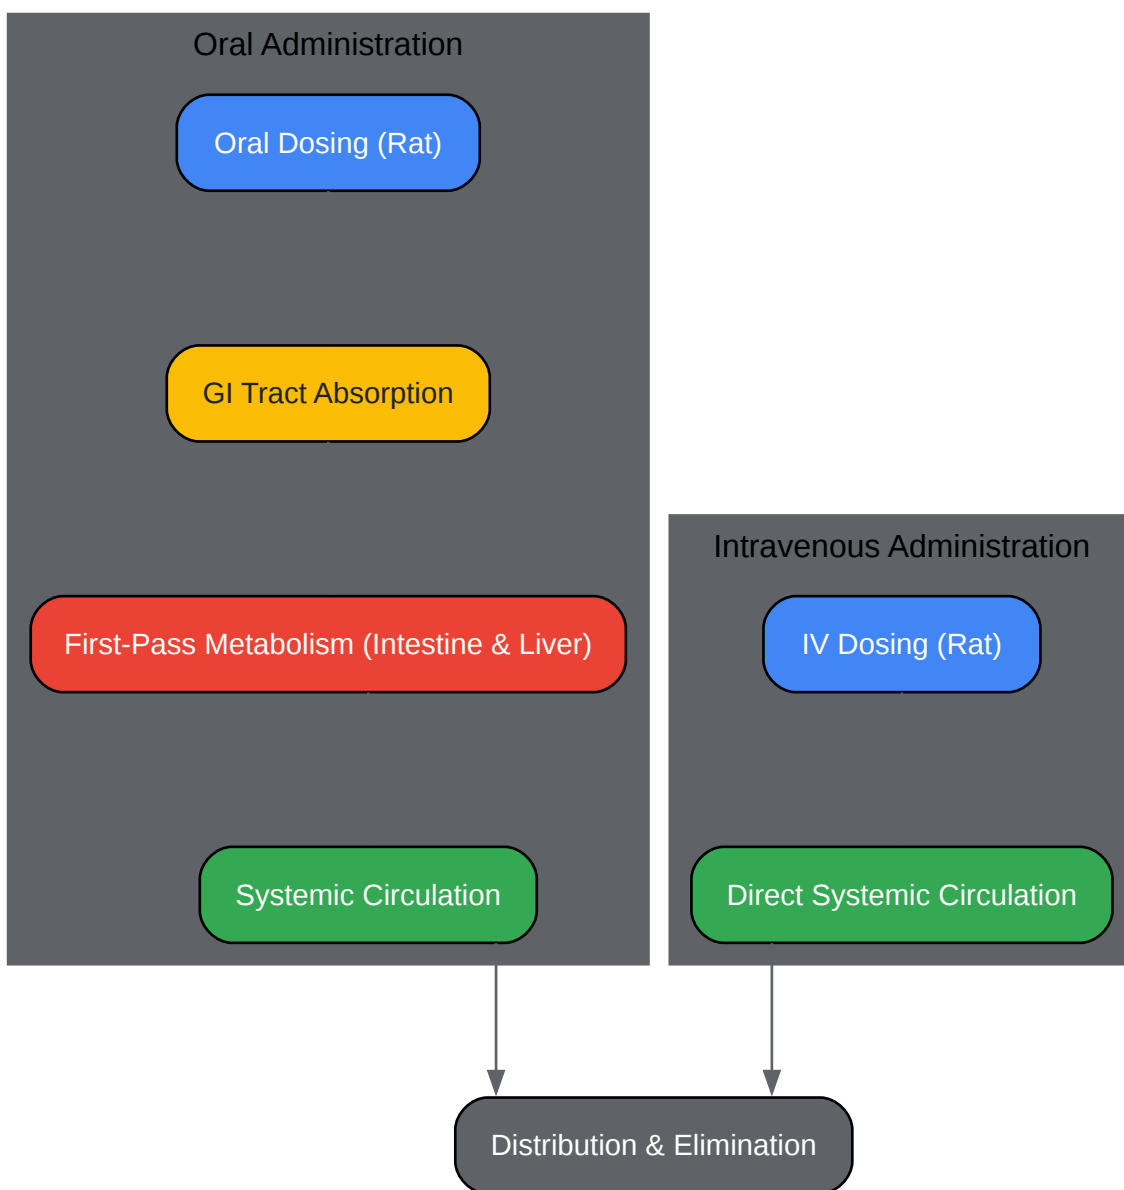 Oral Administration
Oral Dosing (Rat)
GI Tract Absorption
First-Pass Metabolism (Intestine & Liver)
Systemic Circulation
Intravenous Administration
IV Dosing (Rat)
Direct Systemic Circulation
Distribution & Elimination